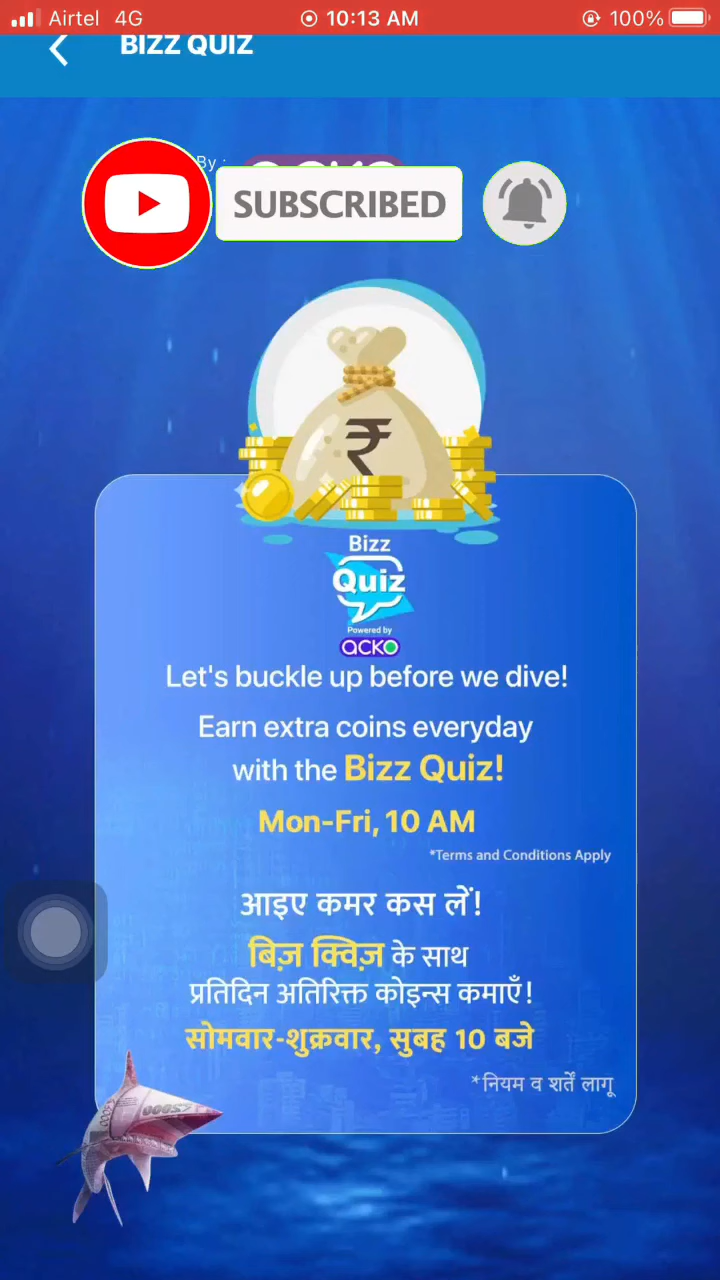 Airtel 4G 10:13 AM 100%
BIZZ QUIZ
By :
SUBSCRIBED
₹
Bizz
Quiz
Powered by
ACKO
Let's buckle up before we dive!
Earn extra coins everyday
with the Bizz Quiz!
Mon-Fri, 10 AM
*Terms and Conditions Apply
आइए कमर कस लें!
बिज़ क्विज़ के साथ
प्रतिदिन अतिरिक्त कोइन्स कमाएँ!
सोमवार-शुक्रवार, सुबह 10 बजे
*नियम व शर्तें लागू